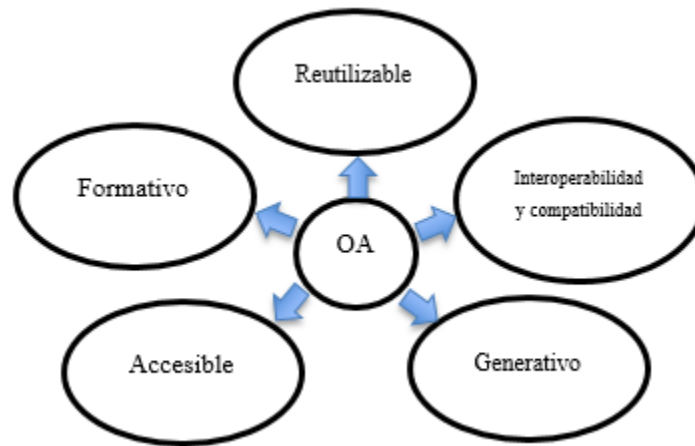 Reutilizable
Formativo
Interoperabilidad
y compatibilidad
OA
Accesible
Generativo